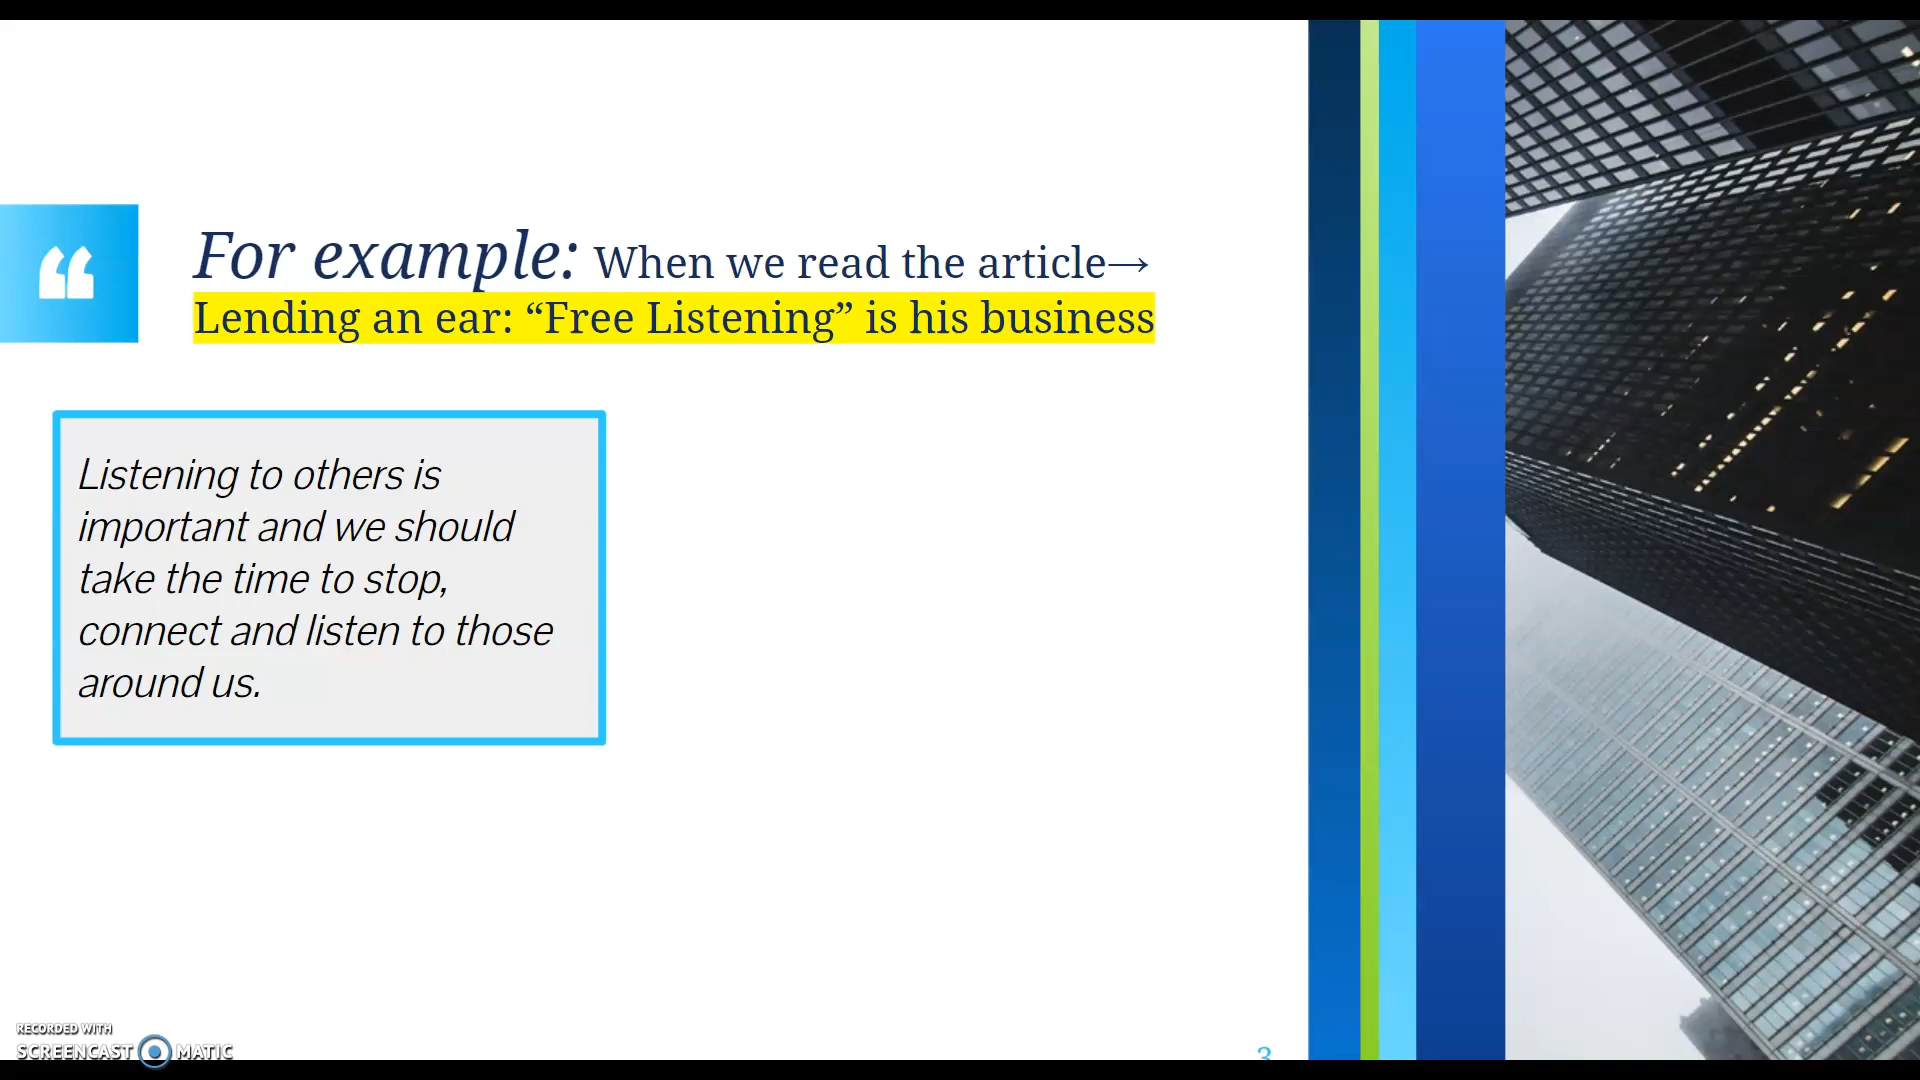 “
For example: When we read the article→
Lending an ear: “Free Listening” is his business
Listening to others is
important and we should
take the time to stop,
connect and listen to those
around us.
3
RECORDED WITH
SCREENCAST MATIC